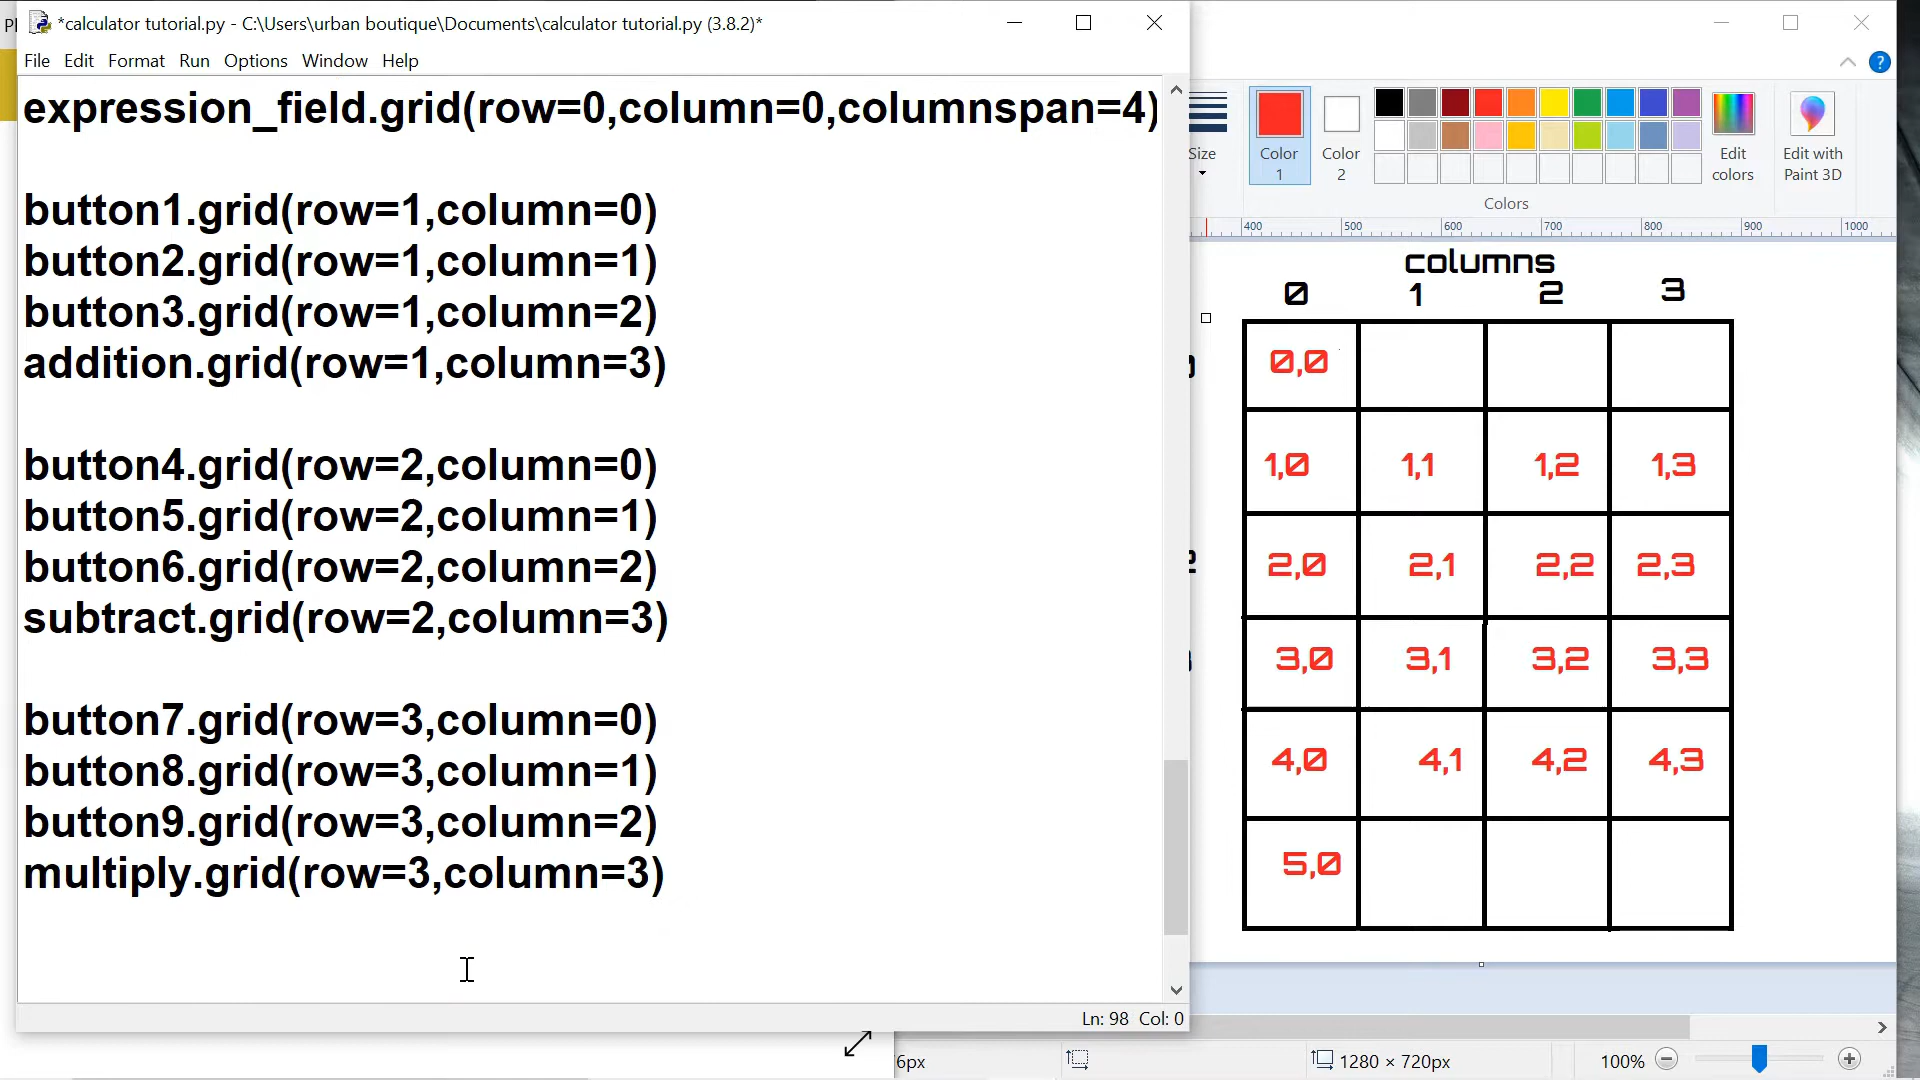 *calculator tutorial.py - C:\Users\urban boutique\Documents\calculator tutorial.py (3.8.2)*
File Edit Format Run Options Window Help
expression_field.grid(row=0,column=0,columnspan=4)
button1.grid(row=1,column=0)
button2.grid(row=1,column=1)
button3.grid(row=1,column=2)
addition.grid(row=1,column=3)
button4.grid(row=2,column=0)
button5.grid(row=2,column=1)
button6.grid(row=2,column=2)
subtract.grid(row=2,column=3)
button7.grid(row=3,column=0)
button8.grid(row=3,column=1)
button9.grid(row=3,column=2)
multiply.grid(row=3,column=3)
Ln: 98 Col: 0
Size
Color 1
Color 2
Edit colors
Edit with Paint 3D
Colors
400 500 600 700 800 900 1000
columns
0 1 2 3
0,0
1,0 1,1 1,2 1,3
2,0 2,1 2,2 2,3
3,0 3,1 3,2 3,3
4,0 4,1 4,2 4,3
5,0
6px
1280 × 720px
100%